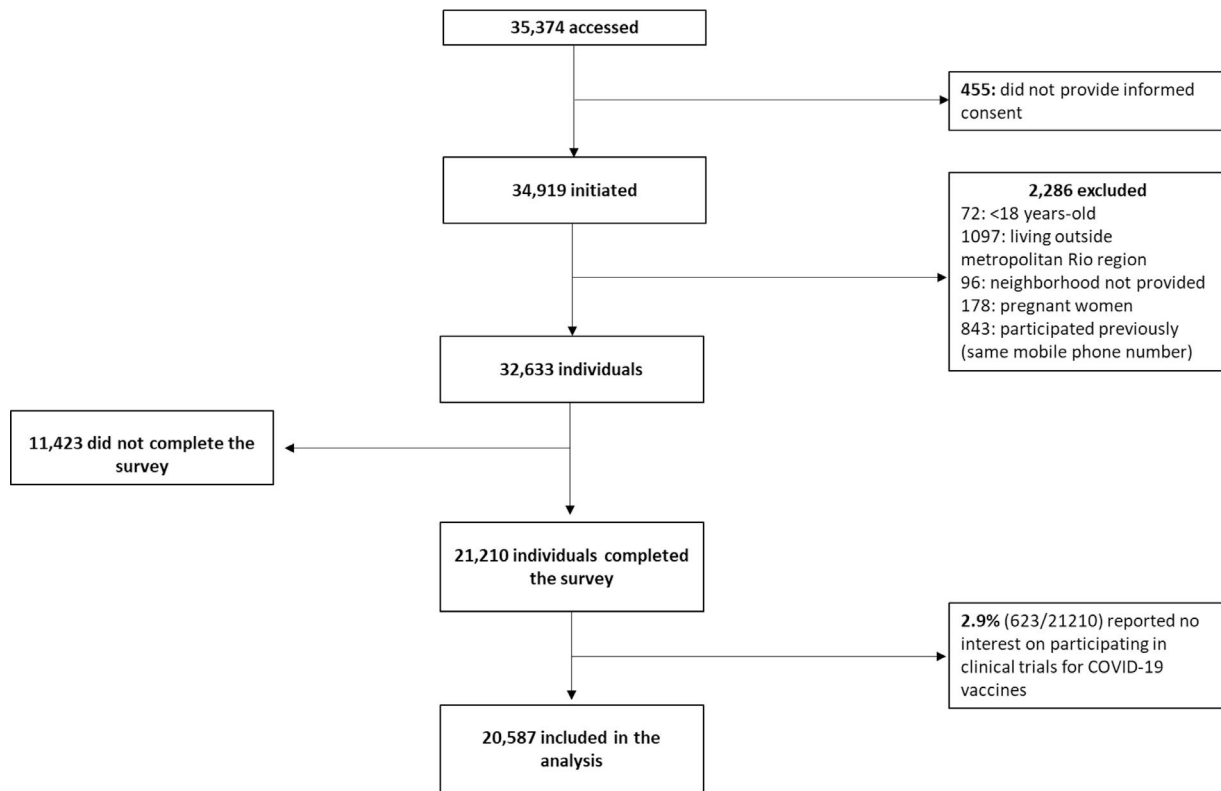 35,374 accessed
455: did not provide informed
consent
34,919 initiated
2,286 excluded
72: <18 years-old
1097: living outside
metropolitan Rio region
96: neighborhood not provided
178: pregnant women
843: participated previously
(same mobile phone number)
32,633 individuals
11,423 did not complete the
survey
21,210 individuals completed
the survey
2.9% (623/21210) reported no
interest on participating in
clinical trials for COVID-19
vaccines
20,587 included in the
analysis